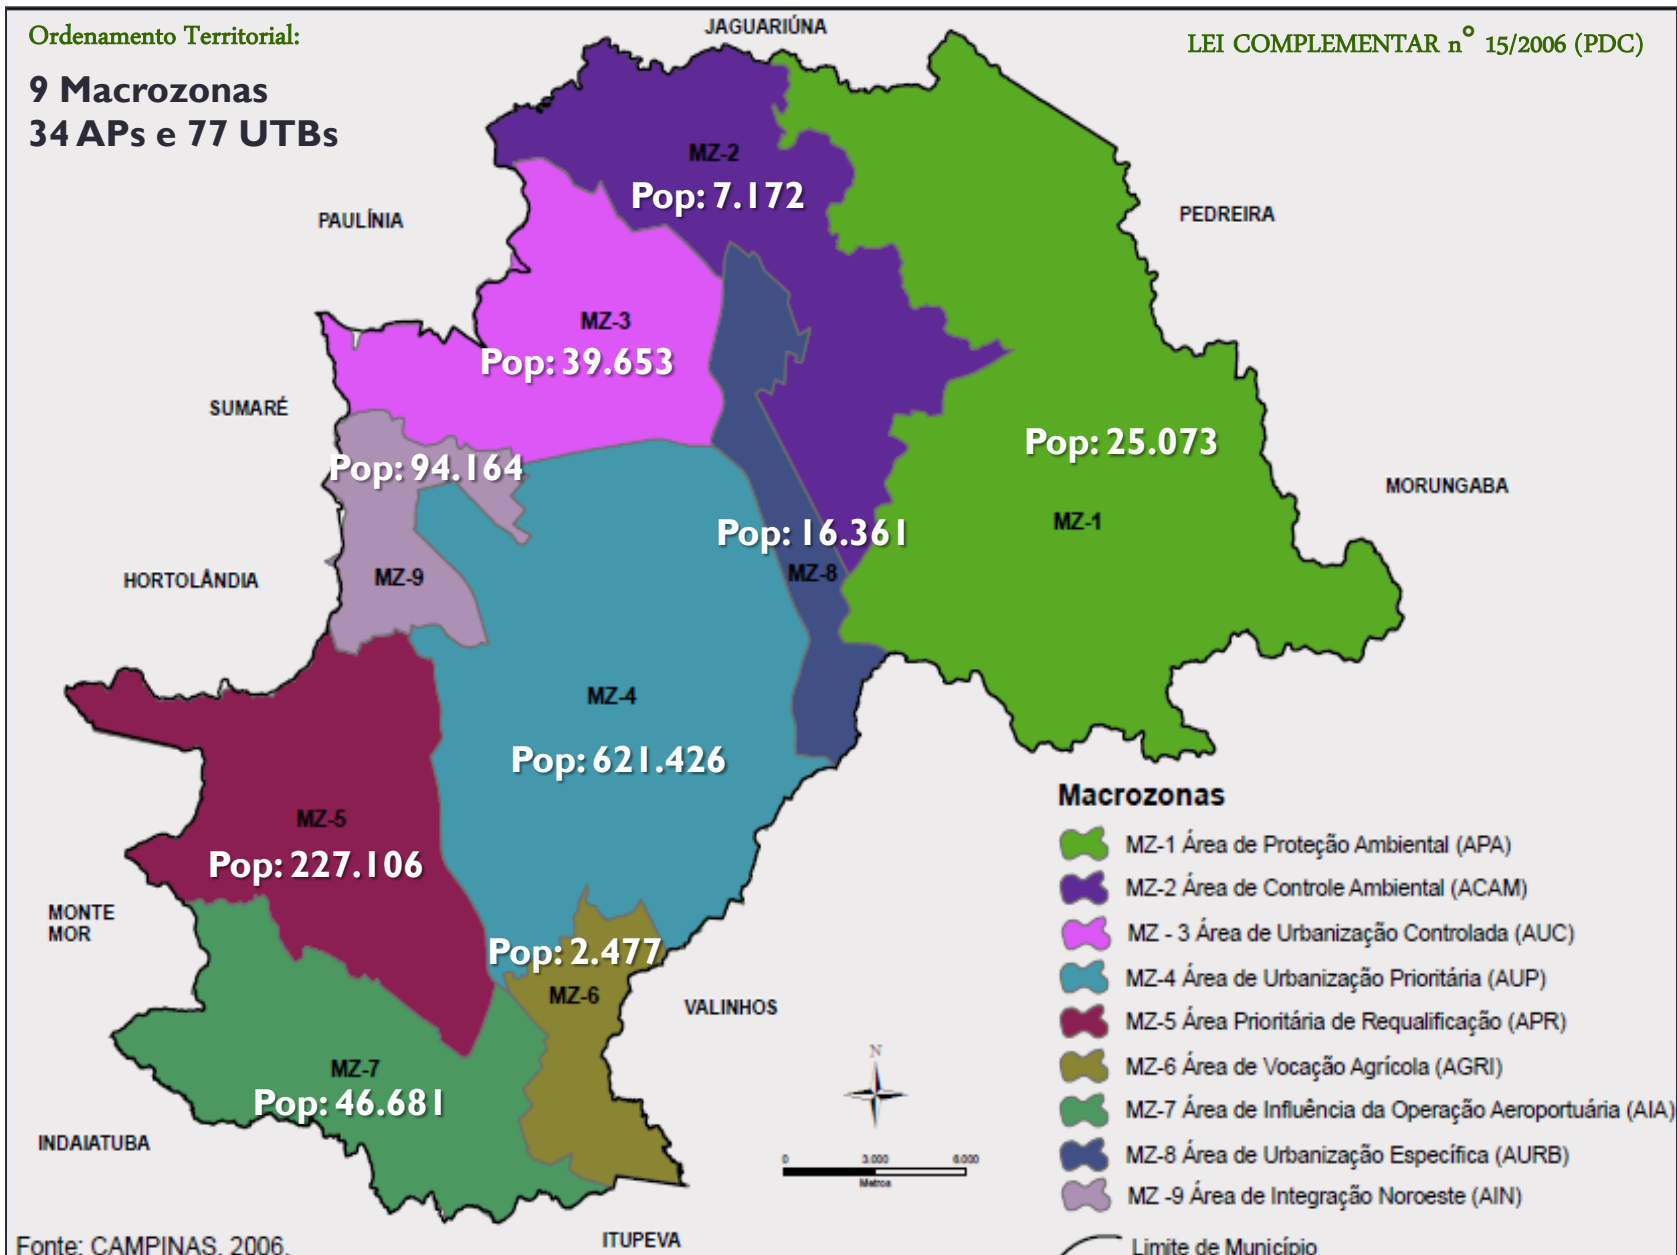 Ordenamento Territorial:
LEI COMPLEMENTAR nº 15/2006 (PDC)
9 Macrozonas
34 APs e 77 UTBs
JAGUARIÚNA
PAULÍNIA
PEDREIRA
SUMARÉ
MORUNGABA
HORTOLÂNDIA
MONTE
MOR
VALINHOS
INDAIATUBA
ITUPEVA
MZ-2
Pop: 7.172
MZ-3
Pop: 39.653
Pop: 94.164
MZ-9
Pop: 25.073
MZ-1
Pop: 16.361
MZ-8
MZ-4
Pop: 621.426
MZ-5
Pop: 227.106
Pop: 2.477
MZ-6
MZ-7
Pop: 46.681
N
0 3.000 6.000
Metros
Macrozonas
MZ-1 Área de Proteção Ambiental (APA)
MZ-2 Área de Controle Ambiental (ACAM)
MZ - 3 Área de Urbanização Controlada (AUC)
MZ-4 Área de Urbanização Prioritária (AUP)
MZ-5 Área Prioritária de Requalificação (APR)
MZ-6 Área de Vocação Agrícola (AGRI)
MZ-7 Área de Influência da Operação Aeroportuária (AIA)
MZ-8 Área de Urbanização Específica (AURB)
MZ -9 Área de Integração Noroeste (AIN)
Limite de Município
Fonte: CAMPINAS, 2006.